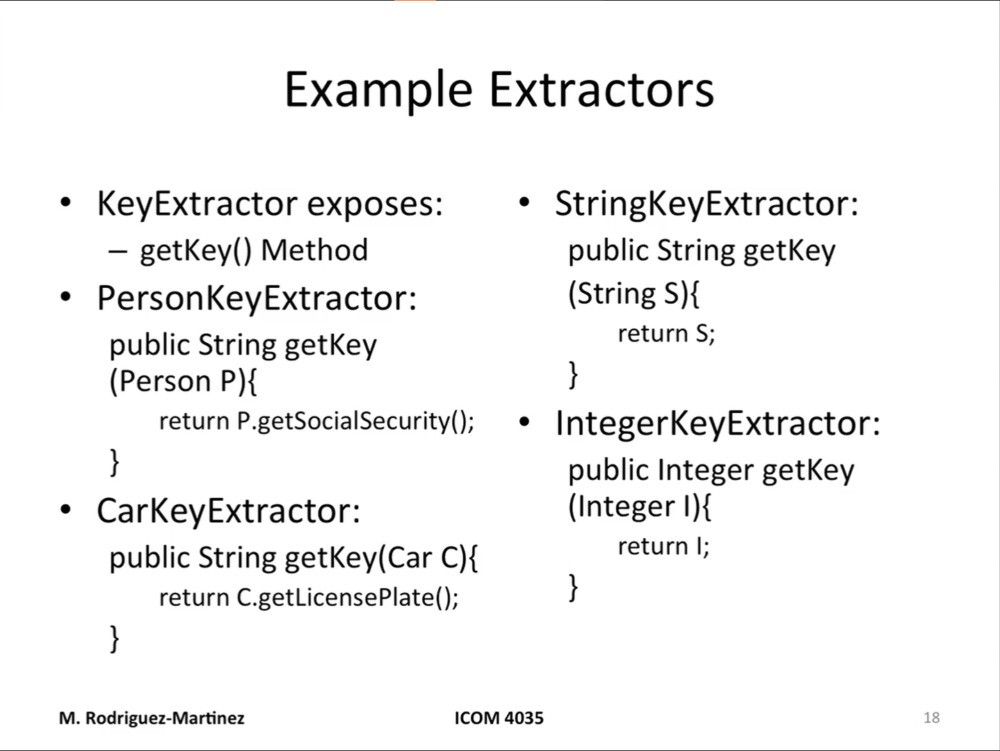 Example Extractors
• KeyExtractor exposes:
– getKey() Method
• PersonKeyExtractor:
public String getKey
(Person P){
return P.getSocialSecurity();
}
• CarKeyExtractor:
public String getKey(Car C){
return C.getLicensePlate();
}
• StringKeyExtractor:
public String getKey
(String S){
return S;
}
• IntegerKeyExtractor:
public Integer getKey
(Integer I){
return I;
}
M. Rodriguez-Martinez
ICOM 4035
18